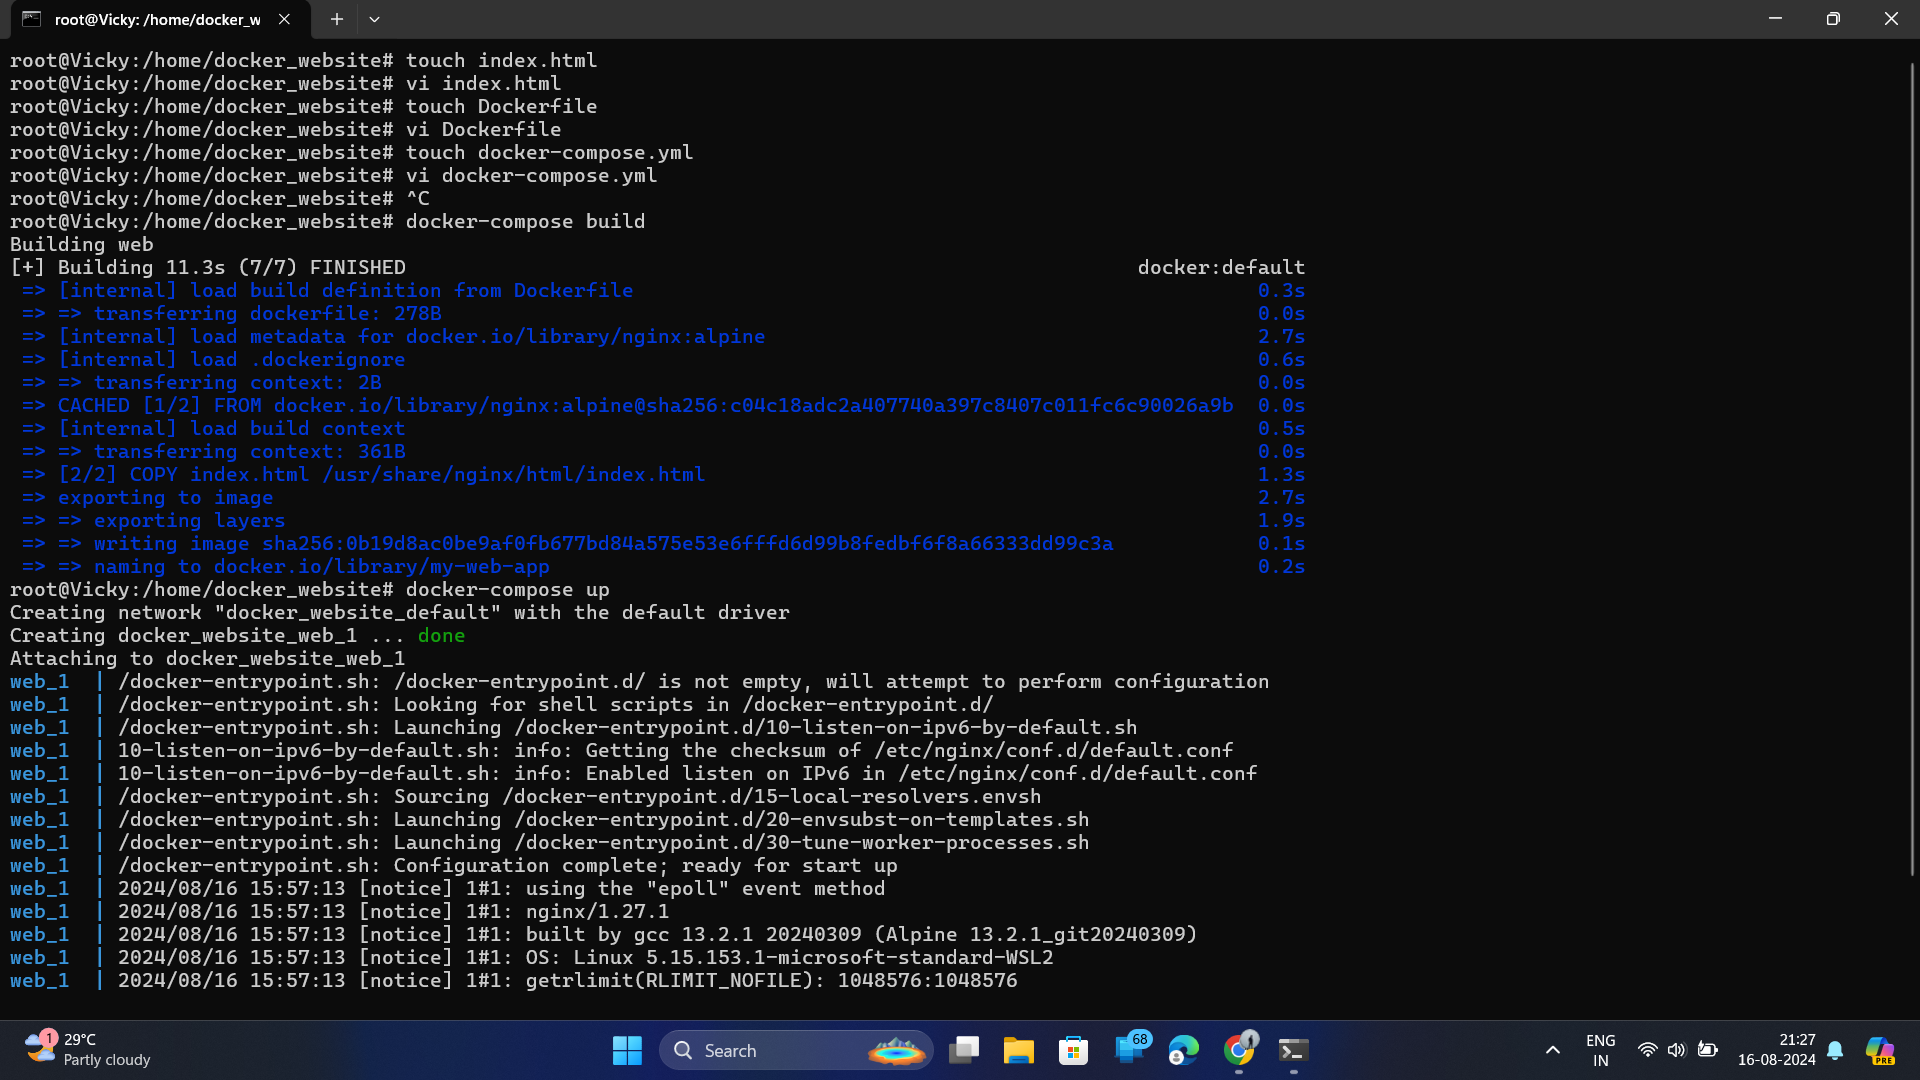 root@Vicky: /home/docker_w
root@Vicky:/home/docker_website# touch index.html
root@Vicky:/home/docker_website# vi index.html
root@Vicky:/home/docker_website# touch Dockerfile
root@Vicky:/home/docker_website# vi Dockerfile
root@Vicky:/home/docker_website# touch docker-compose.yml
root@Vicky:/home/docker_website# vi docker-compose.yml
root@Vicky:/home/docker_website# ^C
root@Vicky:/home/docker_website# docker-compose build
Building web
[+] Building 11.3s (7/7) FINISHED docker:default
=> [internal] load build definition from Dockerfile 0.3s
=> => transferring dockerfile: 278B 0.0s
=> [internal] load metadata for docker.io/library/nginx:alpine 2.7s
=> [internal] load .dockerignore 0.6s
=> => transferring context: 2B 0.0s
=> CACHED [1/2] FROM docker.io/library/nginx:alpine@sha256:c04c18adc2a407740a397c8407c011fc6c90026a9b 0.0s
=> [internal] load build context 0.5s
=> => transferring context: 361B 0.0s
=> [2/2] COPY index.html /usr/share/nginx/html/index.html 1.3s
=> exporting to image 2.7s
=> => exporting layers 1.9s
=> => writing image sha256:0b19d8ac0be9af0fb677bd84a575e53e6fffd6d99b8fedbf6f8a66333dd99c3a 0.1s
=> => naming to docker.io/library/my-web-app 0.2s
root@Vicky:/home/docker_website# docker-compose up
Creating network "docker_website_default" with the default driver
Creating docker_website_web_1 ... done
Attaching to docker_website_web_1
web_1 | /docker-entrypoint.sh: /docker-entrypoint.d/ is not empty, will attempt to perform configuration
web_1 | /docker-entrypoint.sh: Looking for shell scripts in /docker-entrypoint.d/
web_1 | /docker-entrypoint.sh: Launching /docker-entrypoint.d/10-listen-on-ipv6-by-default.sh
web_1 | 10-listen-on-ipv6-by-default.sh: info: Getting the checksum of /etc/nginx/conf.d/default.conf
web_1 | 10-listen-on-ipv6-by-default.sh: info: Enabled listen on IPv6 in /etc/nginx/conf.d/default.conf
web_1 | /docker-entrypoint.sh: Sourcing /docker-entrypoint.d/15-local-resolvers.envsh
web_1 | /docker-entrypoint.sh: Launching /docker-entrypoint.d/20-envsubst-on-templates.sh
web_1 | /docker-entrypoint.sh: Launching /docker-entrypoint.d/30-tune-worker-processes.sh
web_1 | /docker-entrypoint.sh: Configuration complete; ready for start up
web_1 | 2024/08/16 15:57:13 [notice] 1#1: using the "epoll" event method
web_1 | 2024/08/16 15:57:13 [notice] 1#1: nginx/1.27.1
web_1 | 2024/08/16 15:57:13 [notice] 1#1: built by gcc 13.2.1 20240309 (Alpine 13.2.1_git20240309)
web_1 | 2024/08/16 15:57:13 [notice] 1#1: OS: Linux 5.15.153.1-microsoft-standard-WSL2
web_1 | 2024/08/16 15:57:13 [notice] 1#1: getrlimit(RLIMIT_NOFILE): 1048576:1048576
1
29°C
Partly cloudy
Search
68
ENG
IN
21:27
16-08-2024
PRE